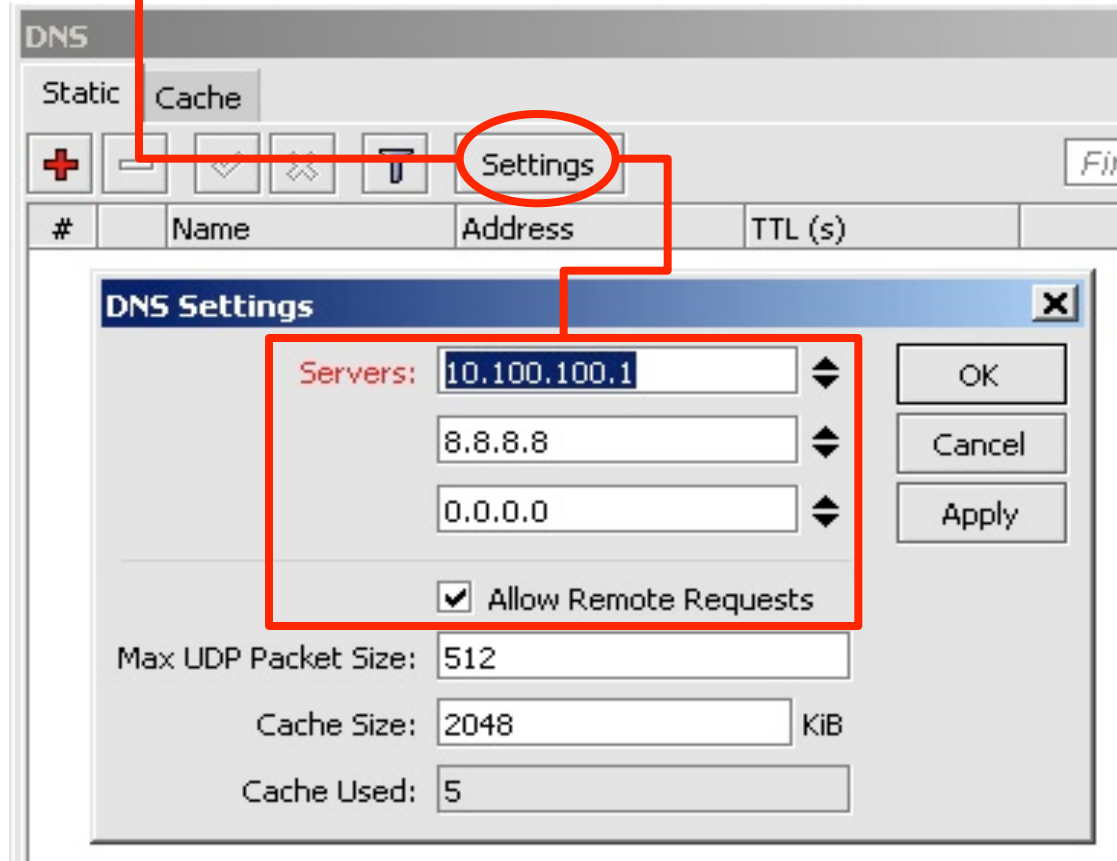 DNS
Static Cache
Settings
# Name Address TTL (s)
DNS Settings
Servers: 10.100.100.1 OK
8.8.8.8 Cancel
0.0.0.0 Apply
Allow Remote Requests
Max UDP Packet Size: 512
Cache Size: 2048 KiB
Cache Used: 5